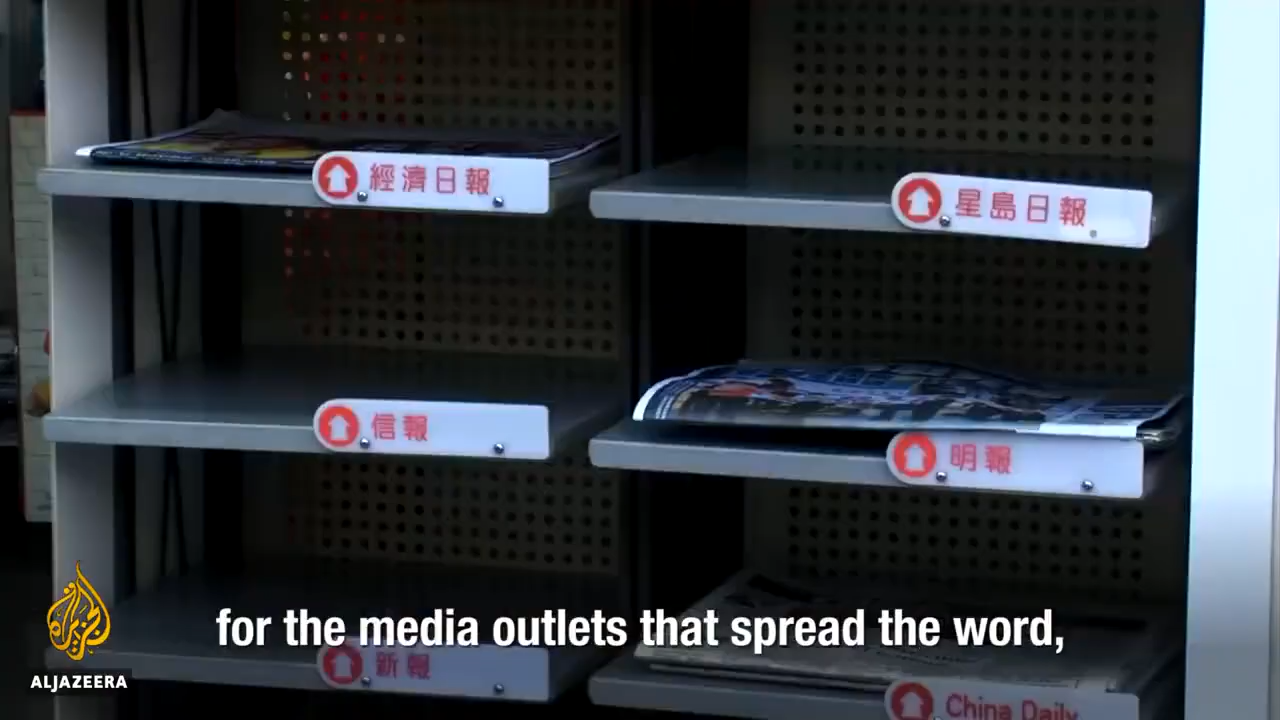 經濟日報
星島日報
信報
明報
新報
China Daily
for the media outlets that spread the word,
ALJAZEERA